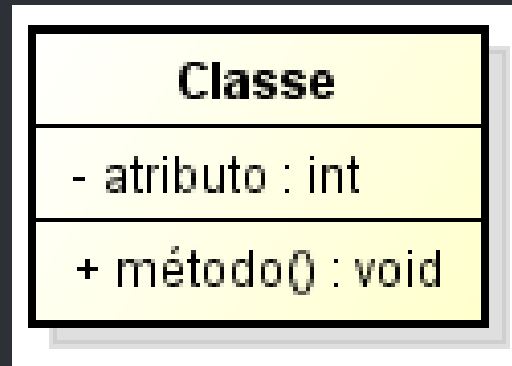 Classe
- atributo : int
+ método() : void